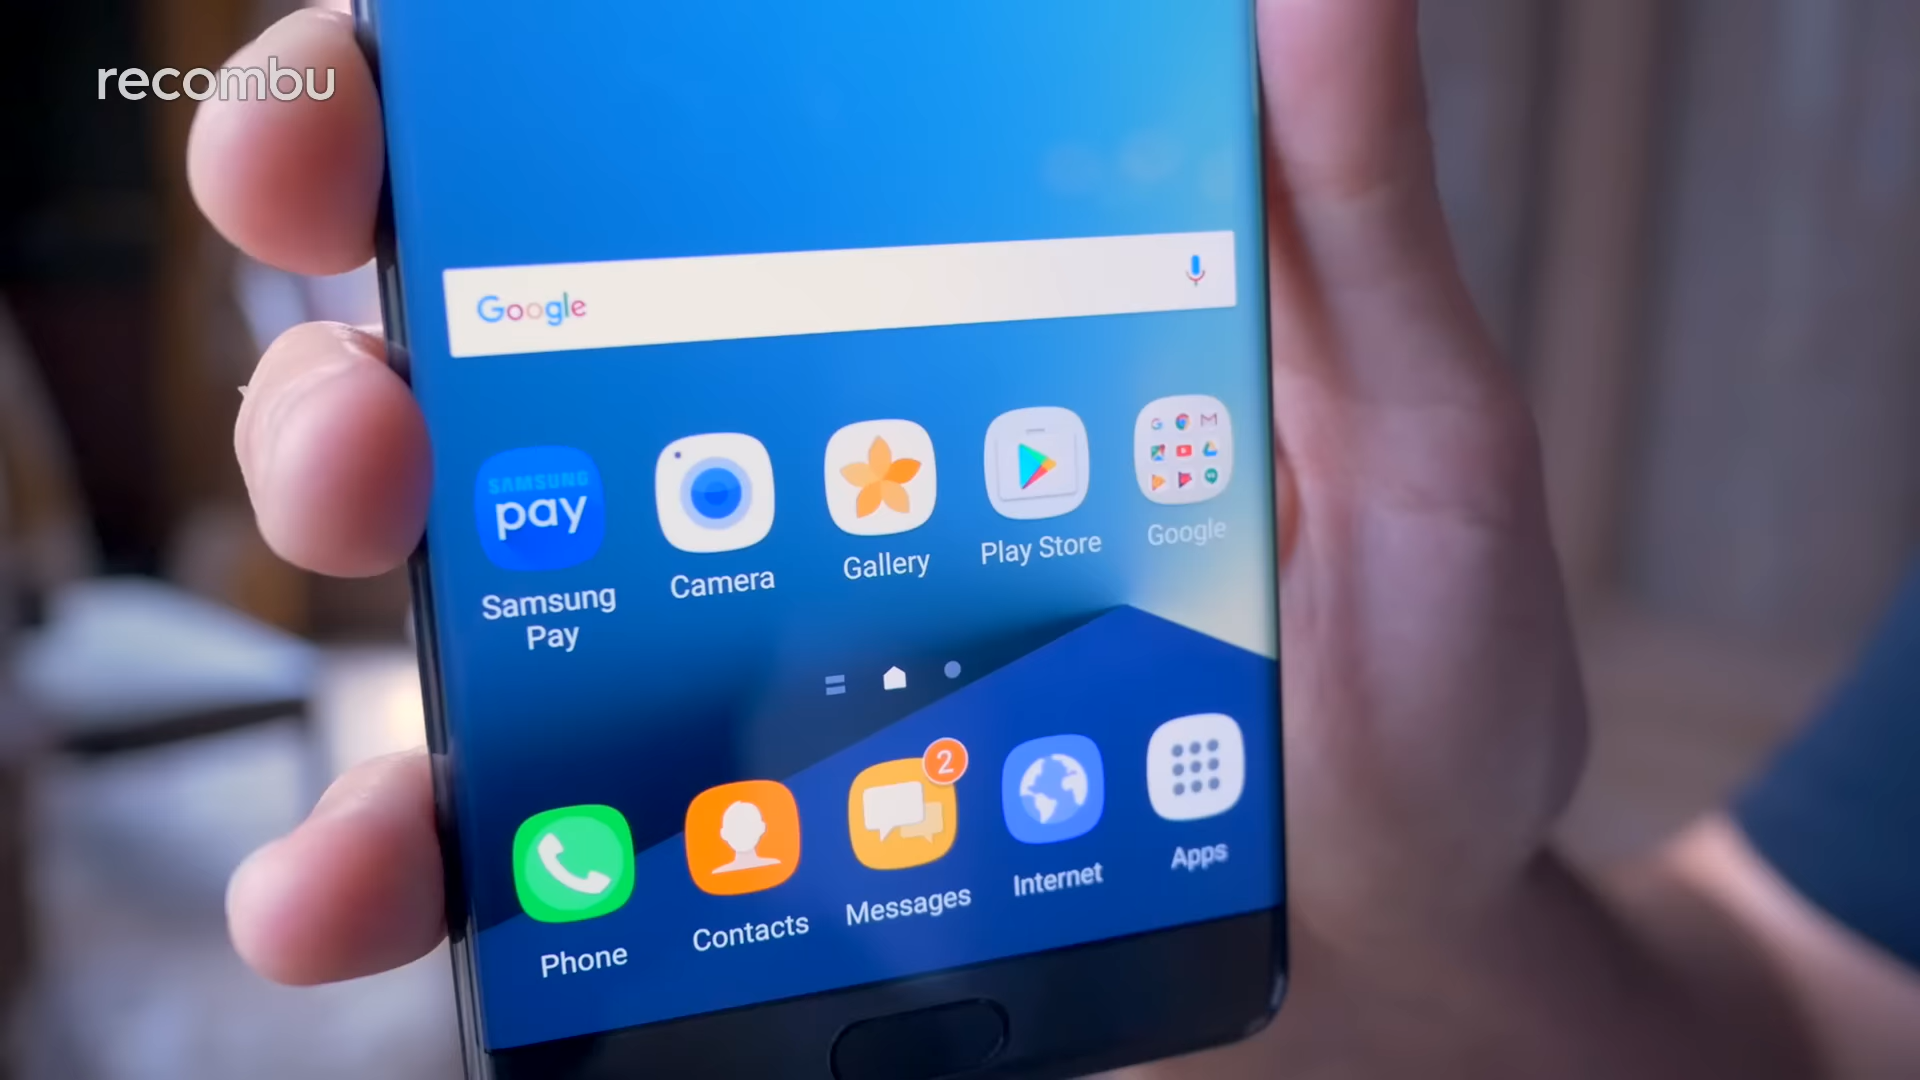 recombu
Google
SAMSUNG
pay
Samsung
Pay
Camera
Gallery
Play Store
Google
2
Phone
Contacts
Messages
Internet
Apps